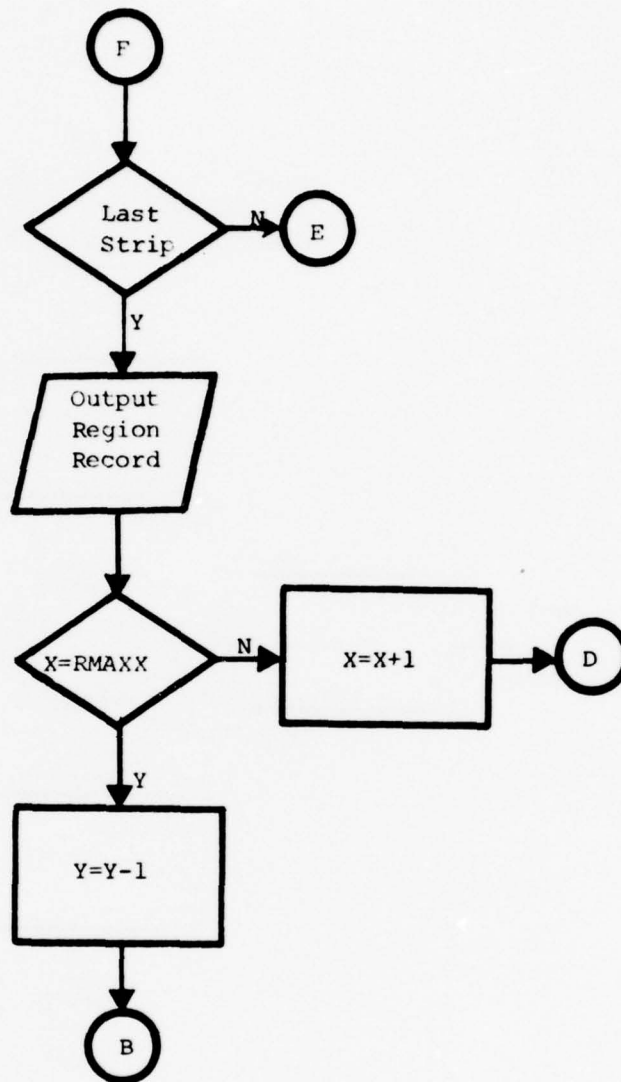 F
Last
Strip
N
E
Y
Output
Region
Record
X=RMAXX
N
X=X+1
D
Y
Y=Y-1
B